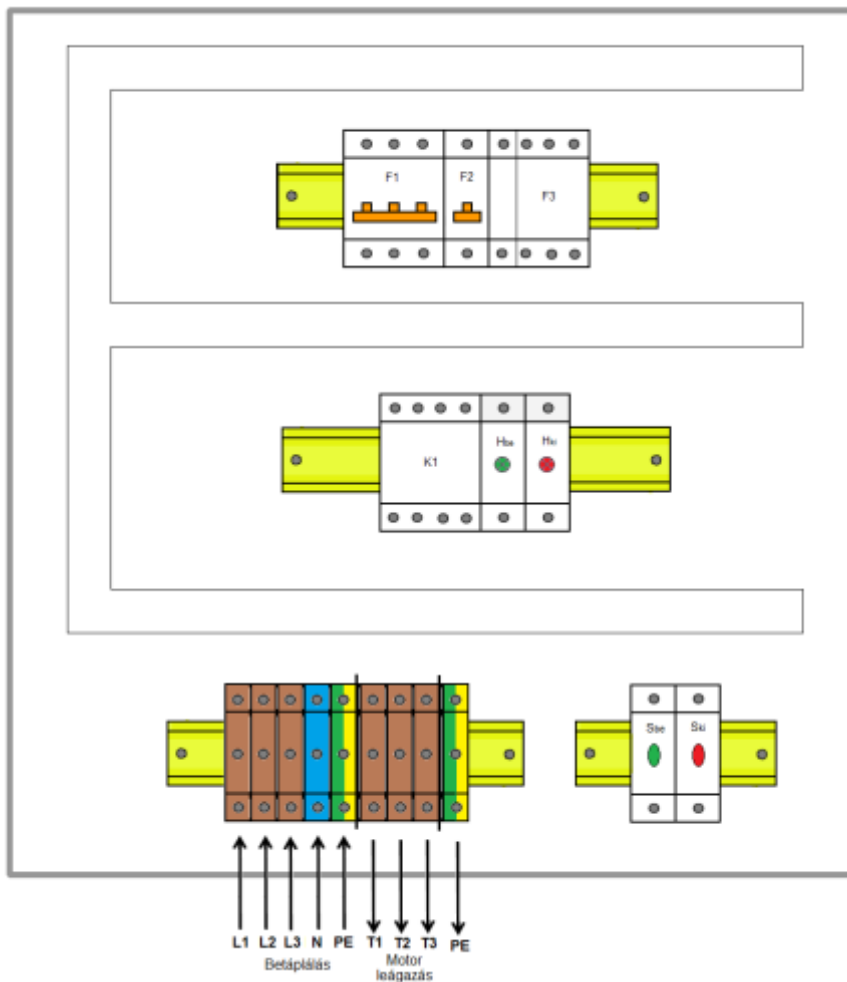 F1 F2 F3
K1 Hbe Hki
Sbe Ski
L1 L2 L3 N PE T1 T2 T3 PE
Betáplálás Motor
leágazás